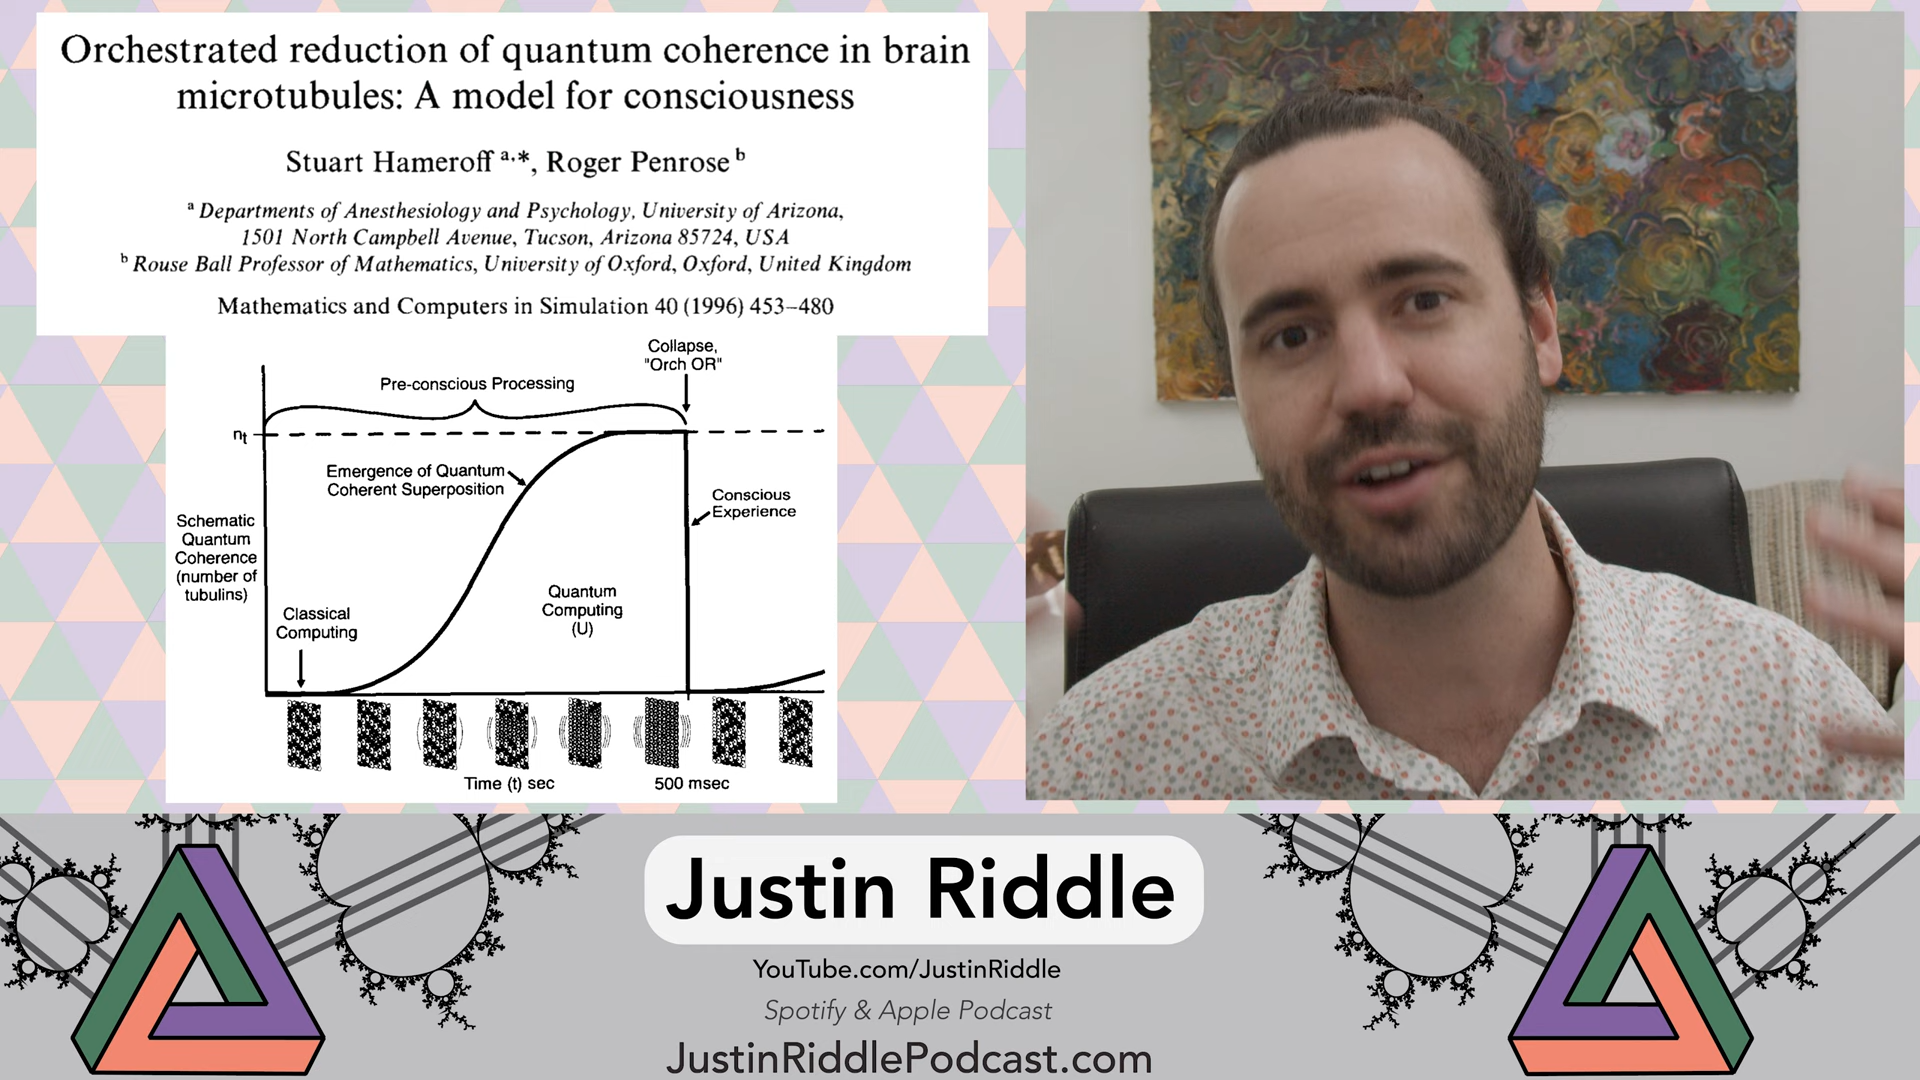 Orchestrated reduction of quantum coherence in brain
microtubules: A model for consciousness
Stuart Hameroff a,*, Roger Penrose b
a Departments of Anesthesiology and Psychology, University of Arizona,
1501 North Campbell Avenue, Tucson, Arizona 85724, USA
b Rouse Ball Professor of Mathematics, University of Oxford, Oxford, United Kingdom
Mathematics and Computers in Simulation 40 (1996) 453–480
Collapse,
"Orch OR"
Pre-conscious Processing
nt
Emergence of Quantum
Coherent Superposition
Conscious
Experience
Schematic
Quantum
Coherence
(number of
tubulins)
Classical
Computing
Quantum
Computing
(U)
Time (t) sec
500 msec
Justin Riddle
YouTube.com/JustinRiddle
Spotify & Apple Podcast
JustinRiddlePodcast.com